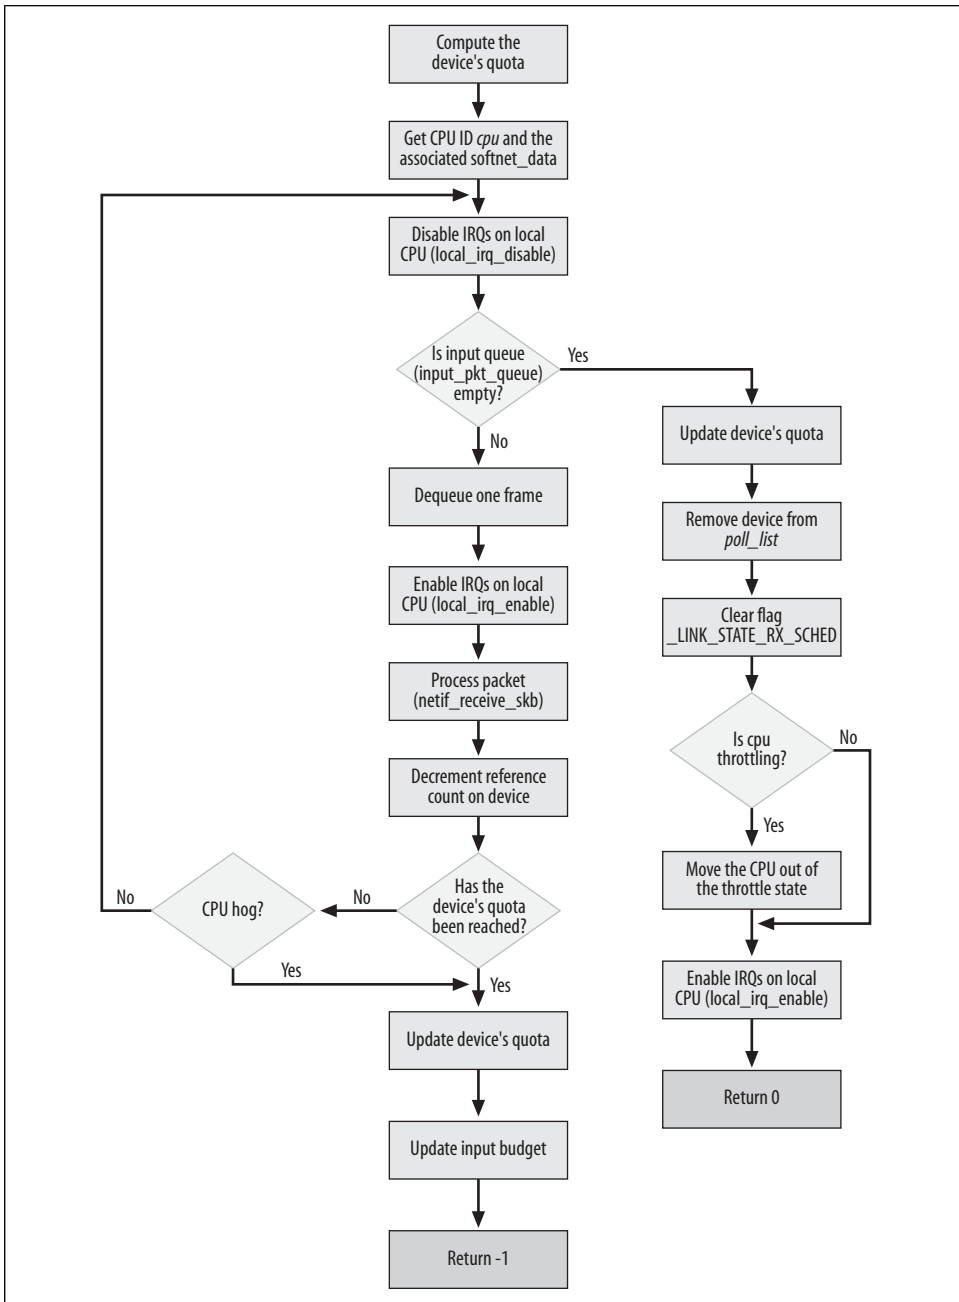 Compute the
device's quota
Get CPU ID cpu and the
associated softnet_data
Disable IRQs on local
CPU (local_irq_disable)
Is input queue
(input_pkt_queue)
empty?
Yes
No
Dequeue one frame
Enable IRQs on local
CPU (local_irq_enable)
Process packet
(netif_receive_skb)
Decrement reference
count on device
Has the
device's quota
been reached?
No
CPU hog?
No
Yes
Yes
Update device's quota
Update input budget
Return -1
Update device's quota
Remove device from
poll_list
Clear flag
_LINK_STATE_RX_SCHED
Is cpu
throttling?
No
Yes
Move the CPU out of
the throttle state
Enable IRQs on local
CPU (local_irq_enable)
Return 0